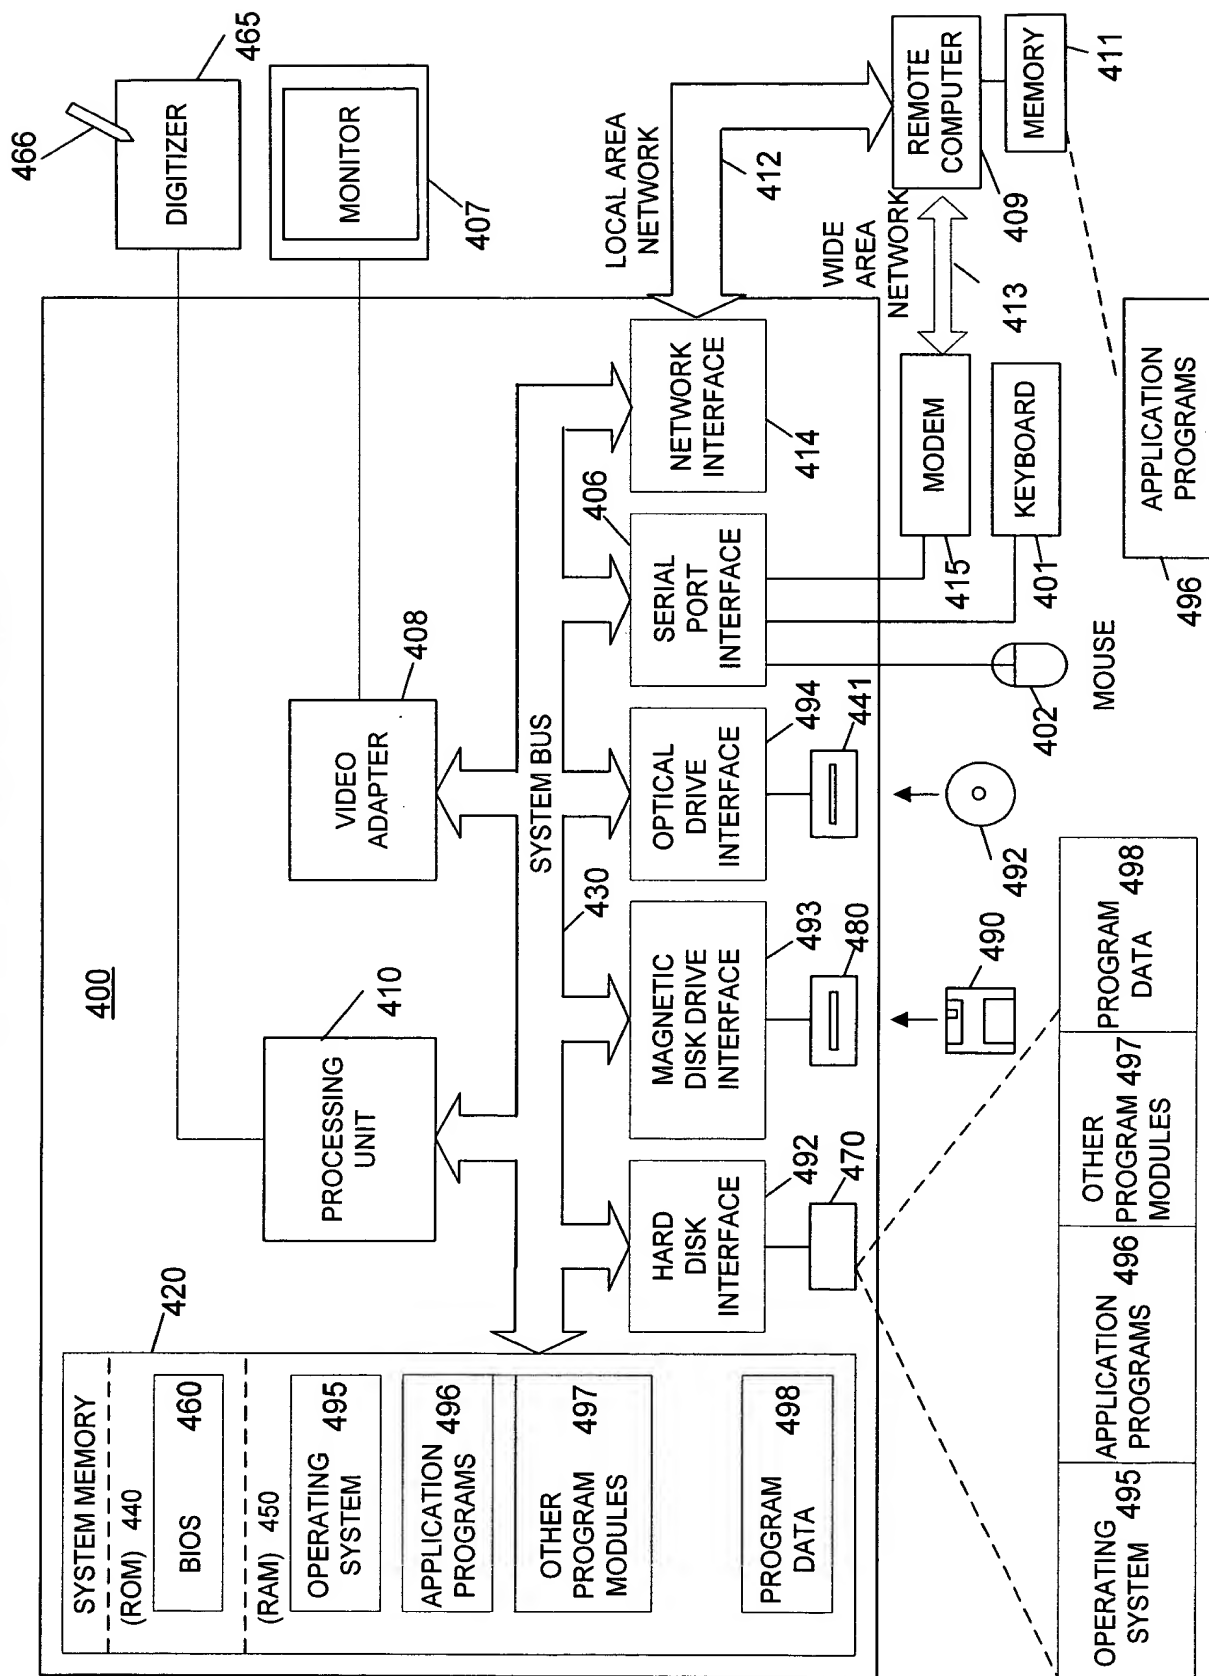 400
SYSTEM MEMORY
420
(ROM) 440
BIOS
460
(RAM) 450
OPERATING
SYSTEM
495
APPLICATION
PROGRAMS
496
OTHER
PROGRAM
MODULES
497
PROGRAM
DATA
498
PROCESSING
UNIT
410
VIDEO
ADAPTER
408
DIGITIZER
465
466
MONITOR
407
SYSTEM BUS
430
HARD
DISK
INTERFACE
492
470
MAGNETIC
DISK DRIVE
INTERFACE
493
480
OPTICAL
DRIVE
INTERFACE
494
441
SERIAL
PORT
INTERFACE
406
NETWORK
INTERFACE
414
LOCAL AREA
NETWORK
412
WIDE
AREA
NETWORK
413
REMOTE
COMPUTER
409
MEMORY
411
MODEM
415
KEYBOARD
401
402
MOUSE
490
492
OPERATING
SYSTEM
495
APPLICATION
PROGRAMS
496
OTHER
PROGRAM
MODULES
497
PROGRAM
DATA
498
APPLICATION
PROGRAMS
496